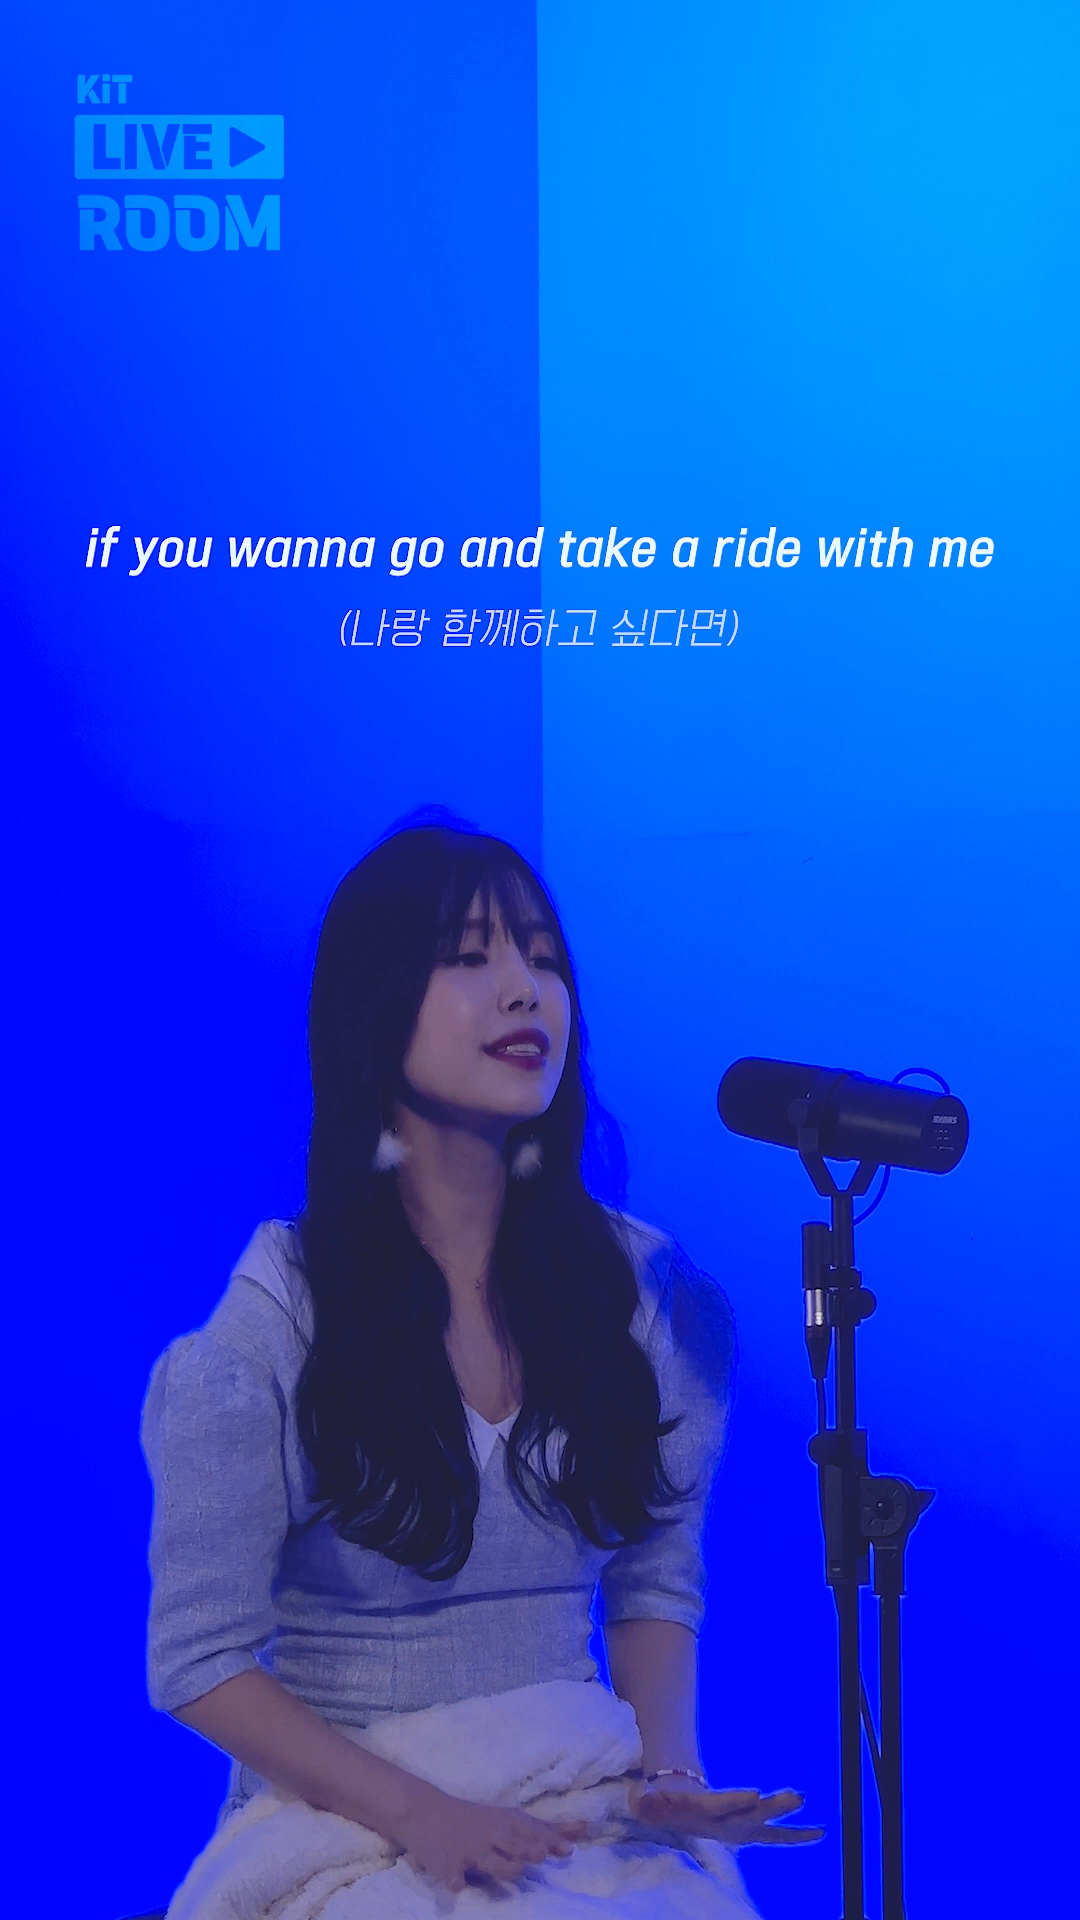 KiT
LIVE
ROOM
if you wanna go and take a ride with me
(나랑 함께하고 싶다면)